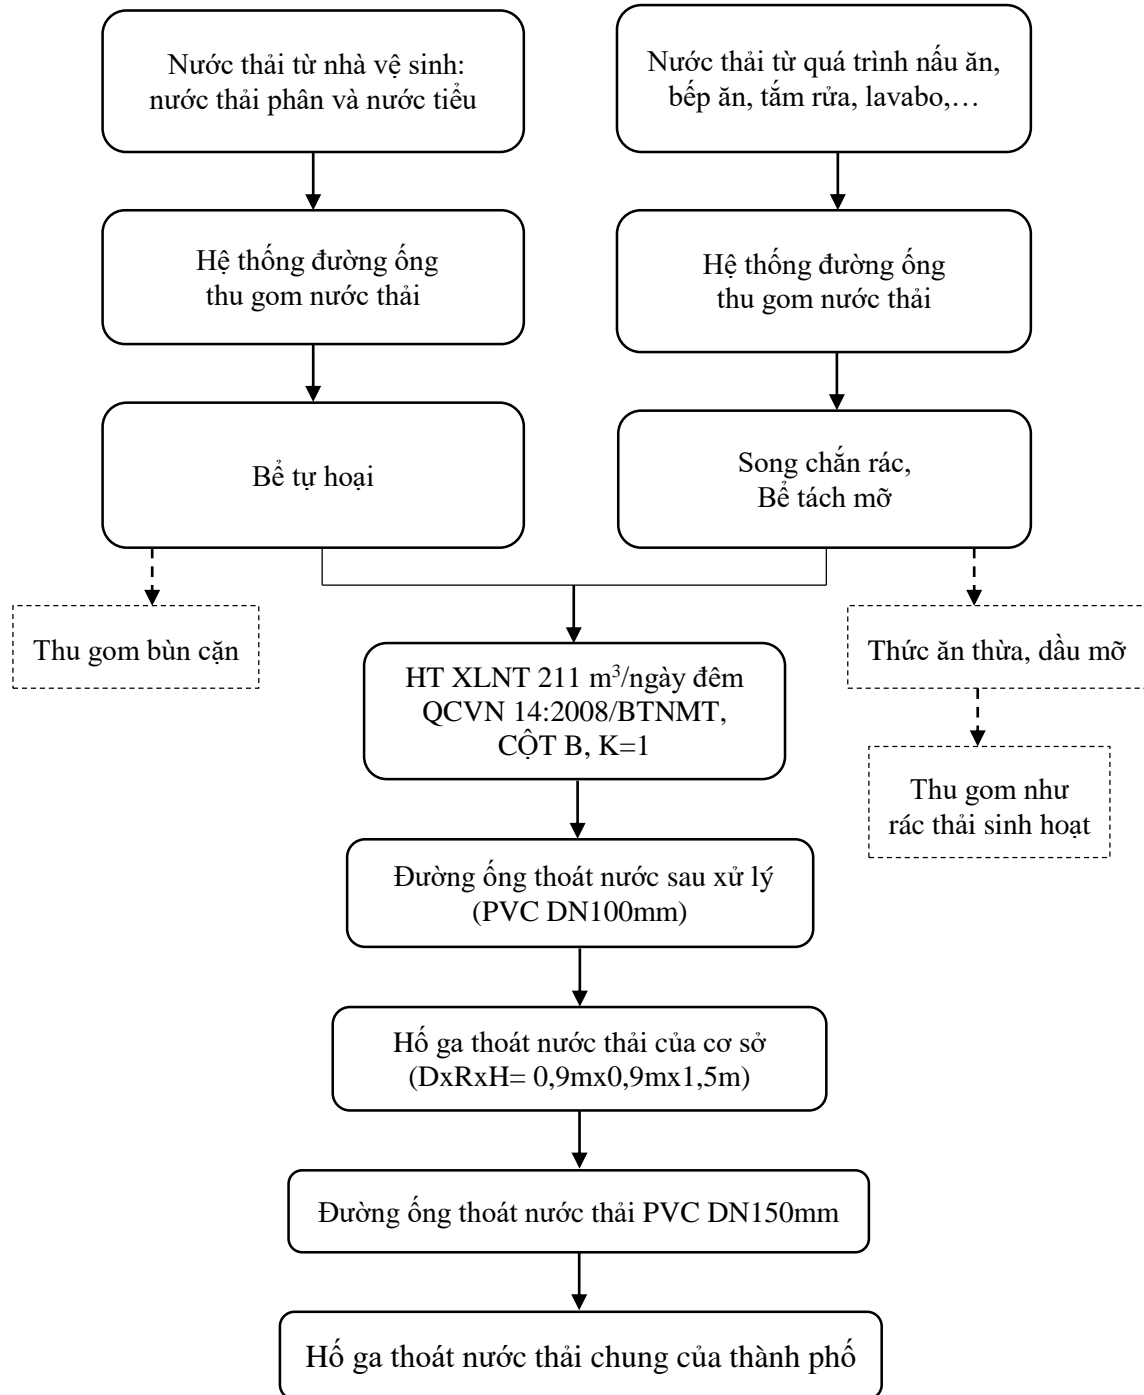 Nước thải từ nhà vệ sinh:
nước thải phân và nước tiểu
Nước thải từ quá trình nấu ăn,
bếp ăn, tắm rửa, lavabo,…
Hệ thống đường ống
thu gom nước thải
Hệ thống đường ống
thu gom nước thải
Bể tự hoại
Song chắn rác,
Bể tách mỡ
Thu gom bùn cặn
HT XLNT 211 m³/ngày đêm
QCVN 14:2008/BTNMT,
CỘT B, K=1
Thức ăn thừa, dầu mỡ
Thu gom như
rác thải sinh hoạt
Đường ống thoát nước sau xử lý
(PVC DN100mm)
Hố ga thoát nước thải của cơ sở
(DxRxH= 0,9mx0,9mx1,5m)
Đường ống thoát nước thải PVC DN150mm
Hố ga thoát nước thải chung của thành phố